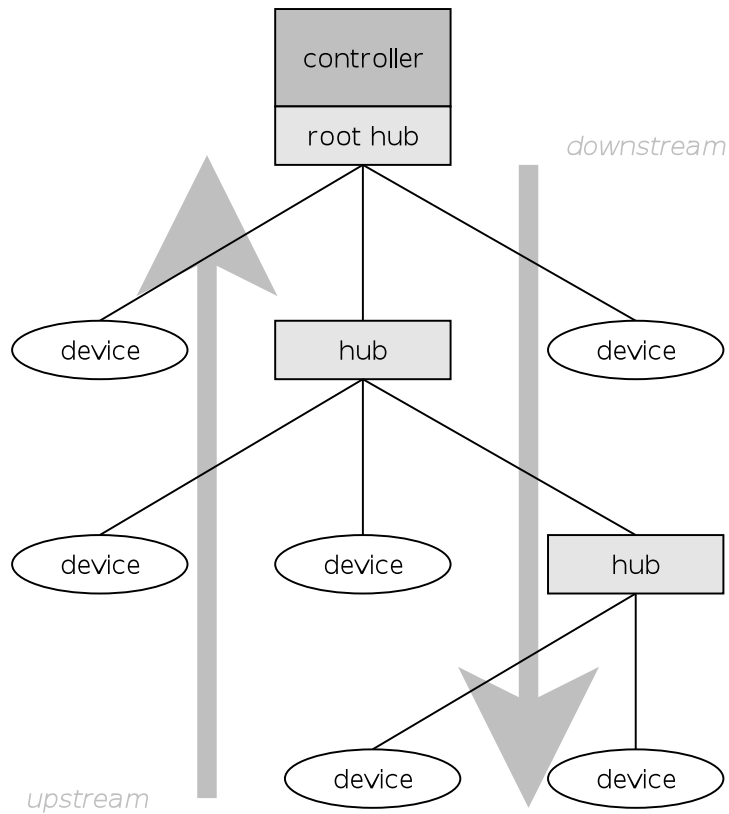 controller
root hub
downstream
device
hub
device
device
device
hub
device
device
upstream